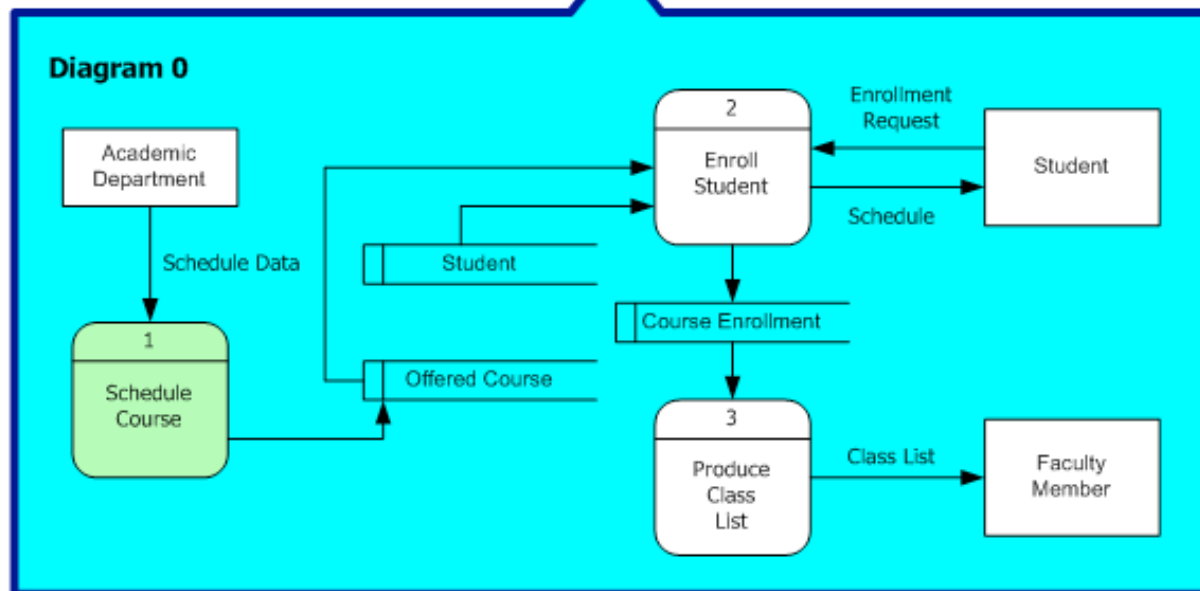 Diagram 0
Academic
Department
Schedule Data
1
Schedule
Course
Student
Offered Course
2
Enroll
Student
Enrollment
Request
Schedule
Student
Course Enrollment
3
Produce
Class
List
Class List
Faculty
Member